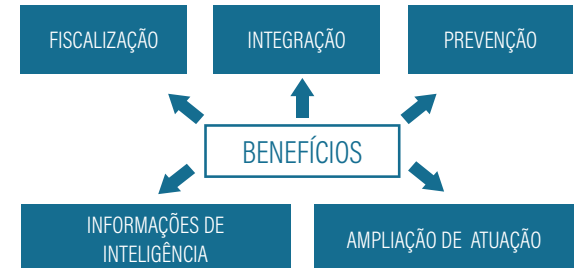 FISCALIZAÇÃO
INTEGRAÇÃO
PREVENÇÃO
BENEFÍCIOS
INFORMAÇÕES DE
INTELIGÊNCIA
AMPLIAÇÃO DE ATUAÇÃO